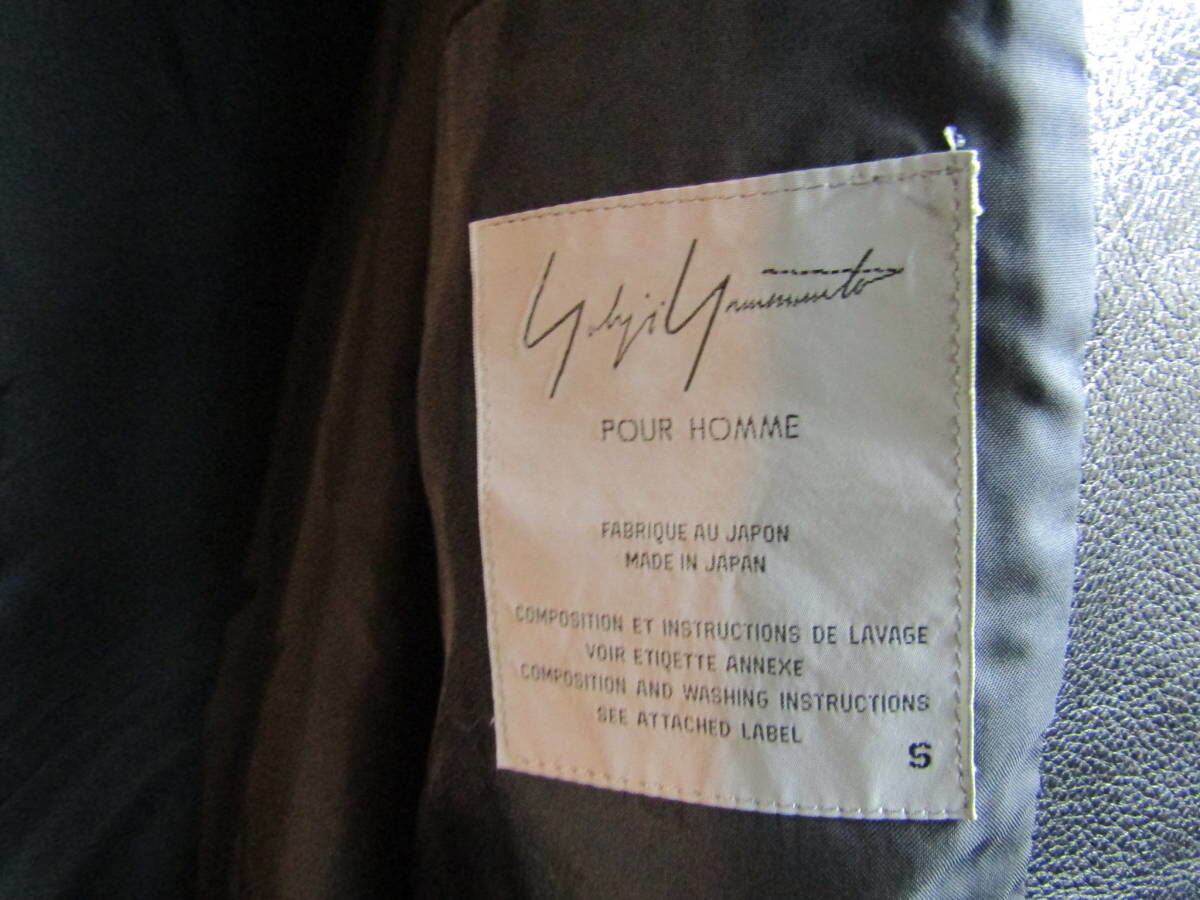 Yohji Yamamoto
POUR HOMME
FABRIQUE AU JAPON
MADE IN JAPAN
COMPOSITION ET INSTRUCTIONS DE LAVAGE
VOIR ETIQETTE ANNEXE
COMPOSITION AND WASHING INSTRUCTIONS
SEE ATTACHED LABEL
S